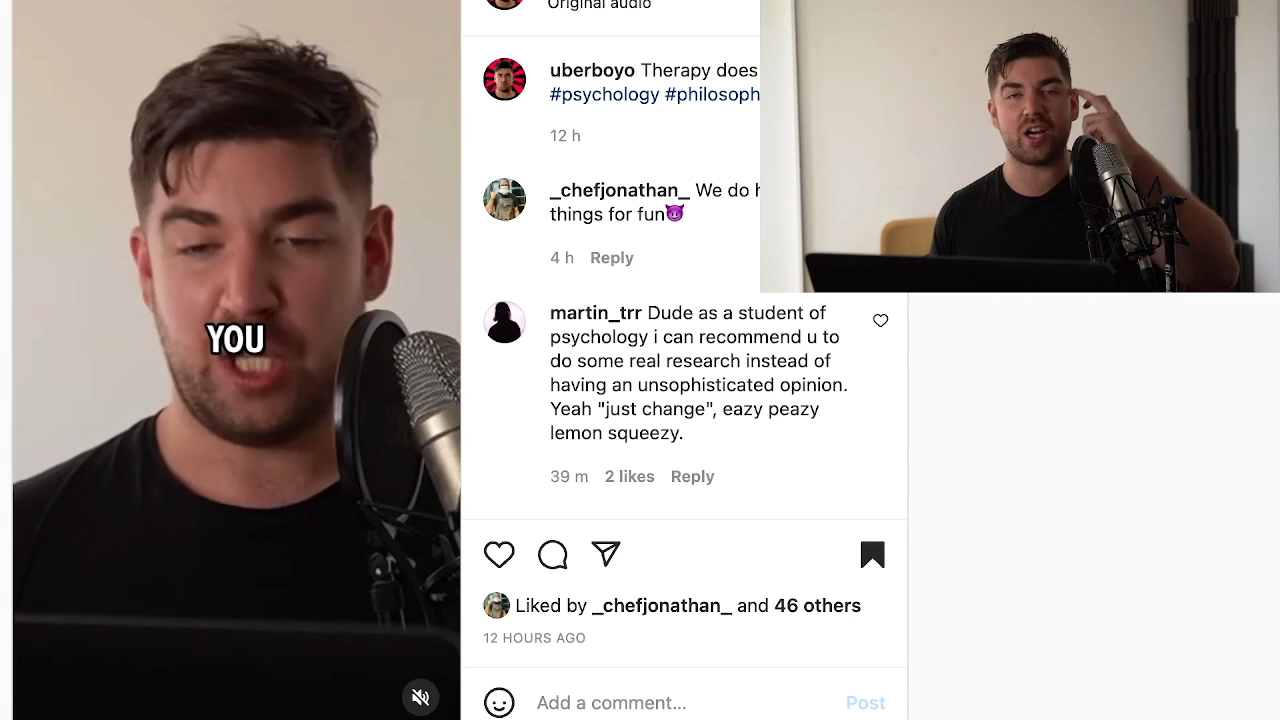 Original audio
uberboyo Therapy does
#psychology #philosoph
12 h
_chefjonathan_ We do
things for fun😈
4 h Reply
martin_trr Dude as a student of
psychology i can recommend u to
do some real research instead of
having an unsophisticated opinion.
Yeah "just change", eazy peazy
lemon squeezy.
39 m 2 likes Reply
YOU
Liked by _chefjonathan_ and 46 others
12 HOURS AGO
Add a comment... Post